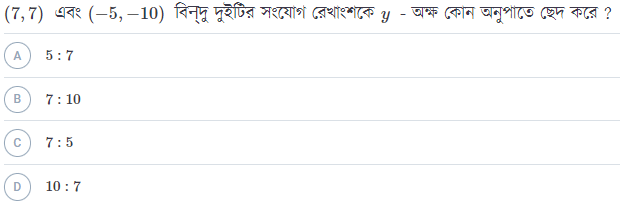 (7, 7) এবং (−5, −10) বিন্দু দুইটির সংযোগ রেখাংশকে y - অক্ষ কোন অনুপাতে ছেদ করে ?
A 5 : 7
B 7 : 10
C 7 : 5
D 10 : 7